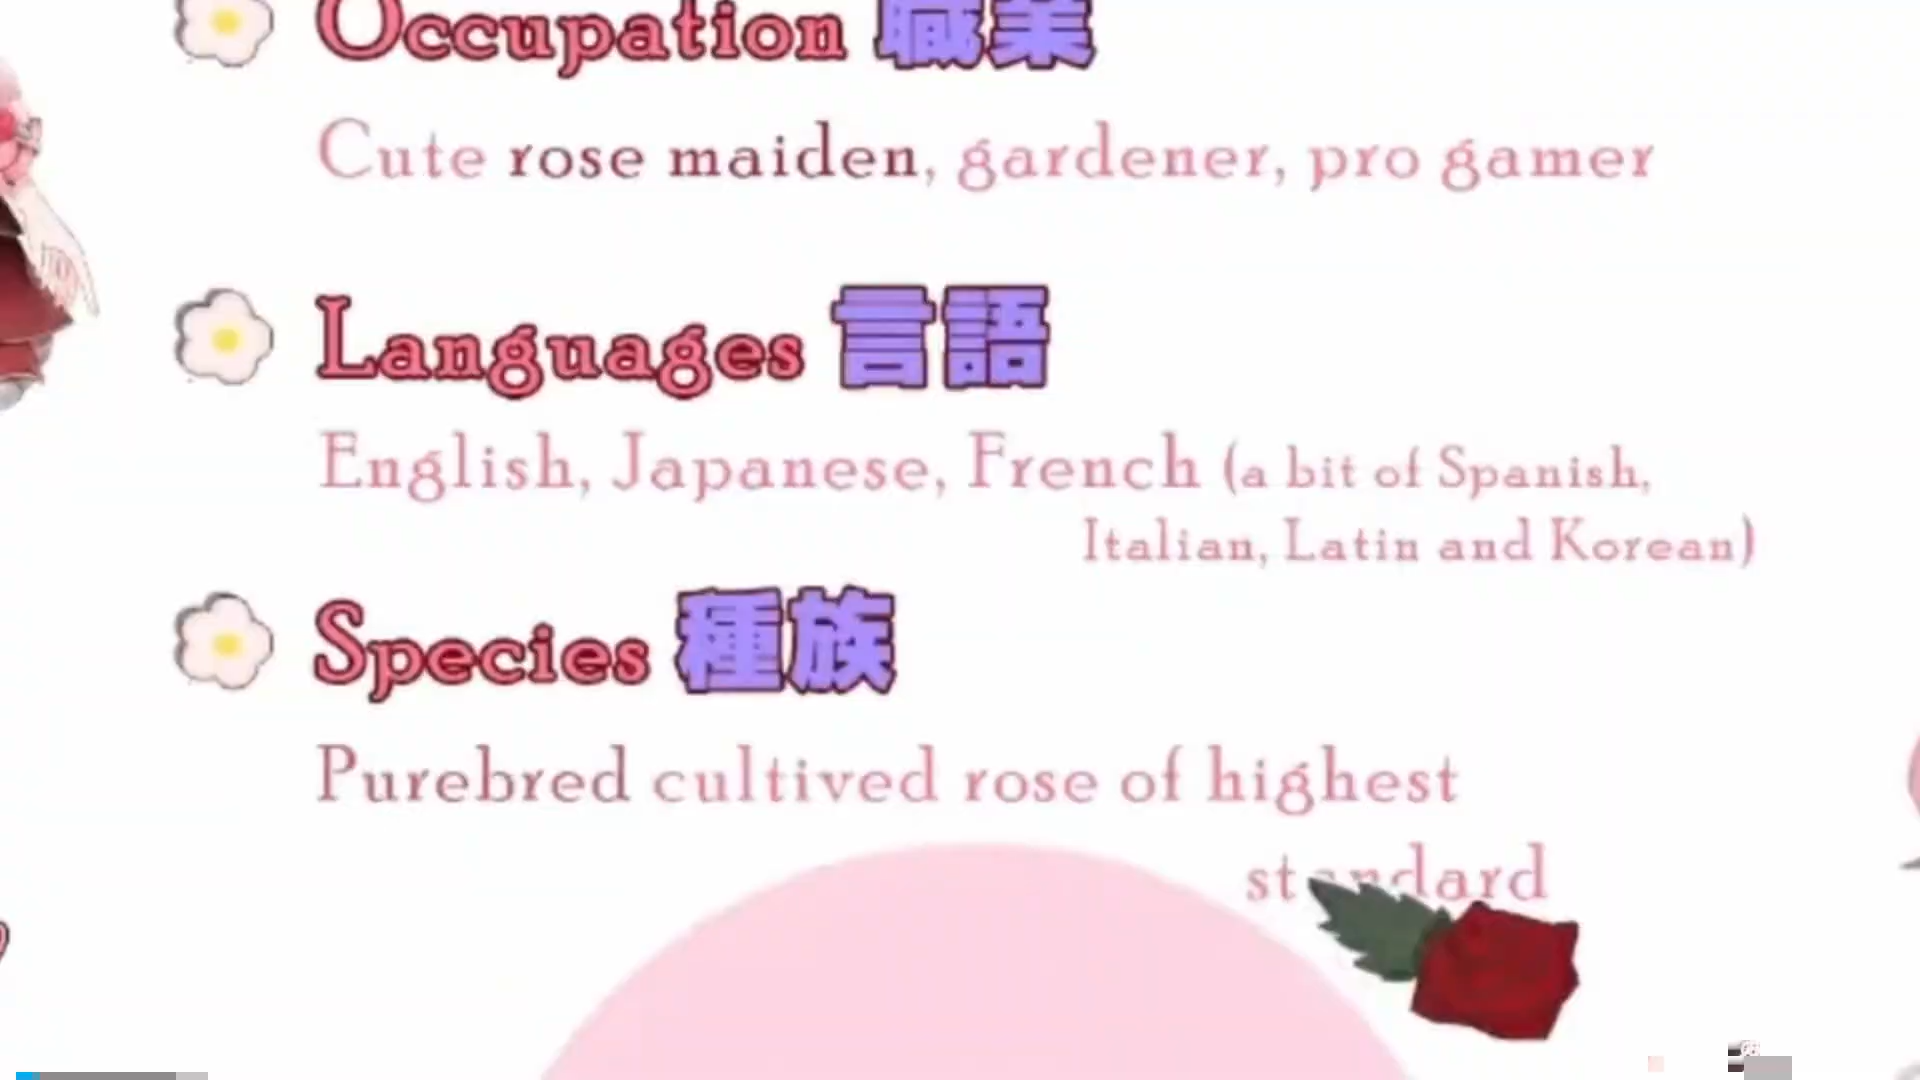 Occupation 職業
Cute rose maiden, gardener, pro gamer
Languages 言語
English, Japanese, French (a bit of Spanish,
Italian, Latin and Korean)
Species 種族
Purebred cultived rose of highest
standard